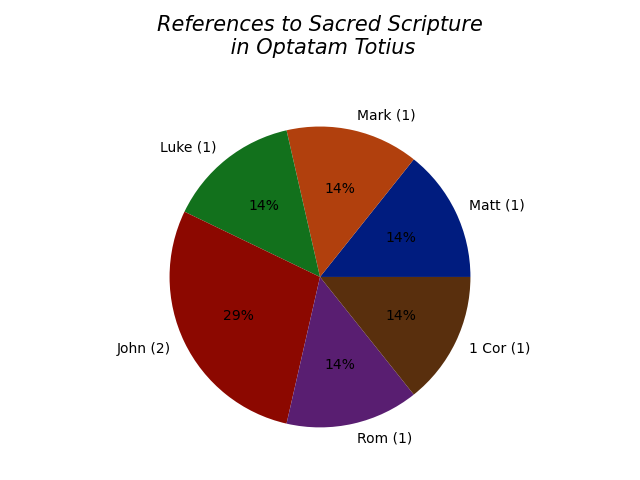 References to Sacred Scripture
in Optatam Totius
Mark (1)
Luke (1)
14%
14%
Matt (1)
14%
29%
14%
John (2)
1 Cor (1)
14%
Rom (1)